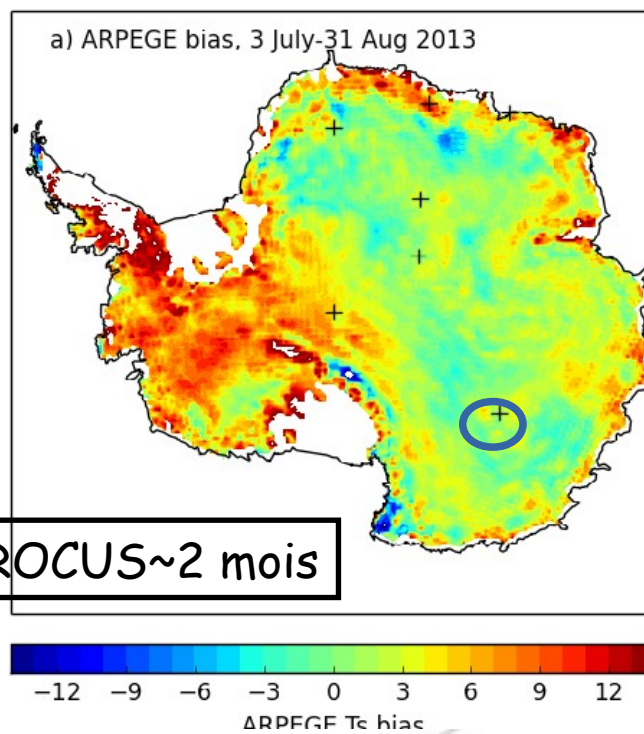 a) ARPEGE bias, 3 July-31 Aug 2013
ROCUS~2 mois
−12 −9 −6 −3 0 3 6 9 12
ARPEGE Ts bias